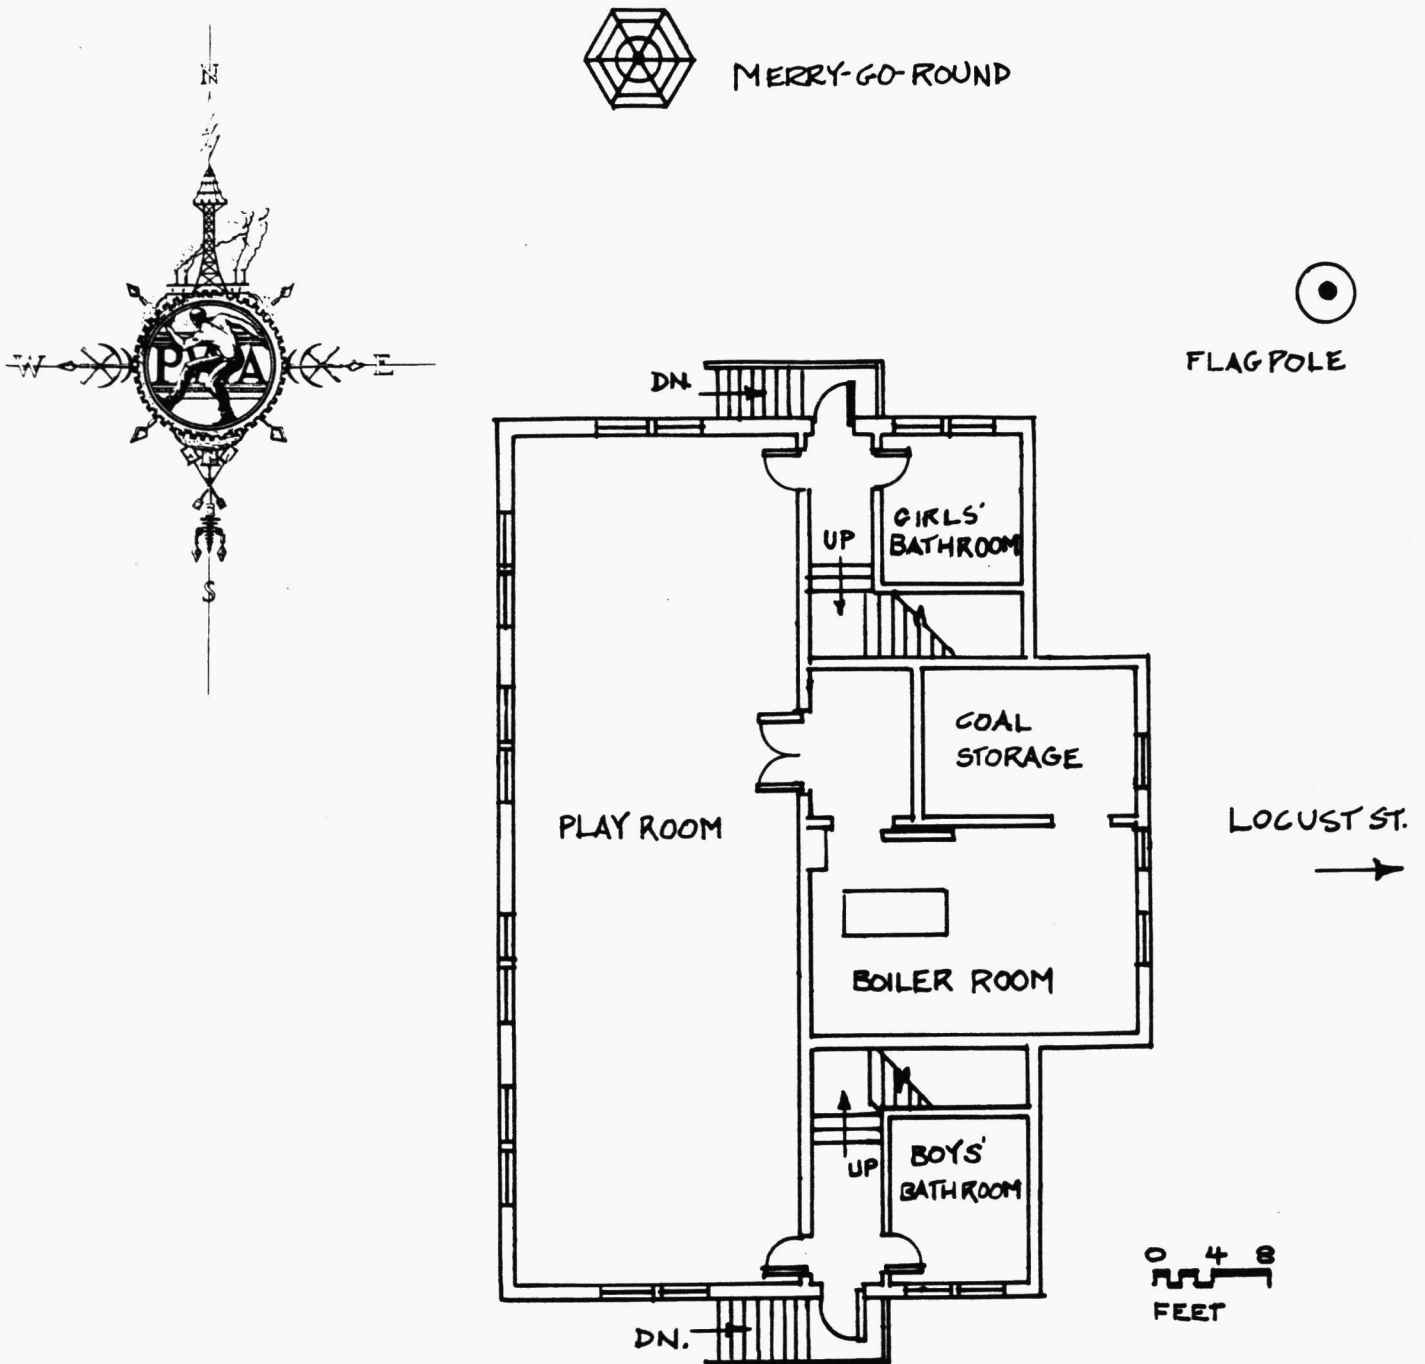 N
MERRY-GO-ROUND
W
E
PWA
FLAGPOLE
DN.
GIRLS'
BATHROOM
UP
S
COAL
STORAGE
PLAY ROOM
LOCUST ST.
BOILER ROOM
UP
BOYS'
BATHROOM
0 4 8
FEET
DN.